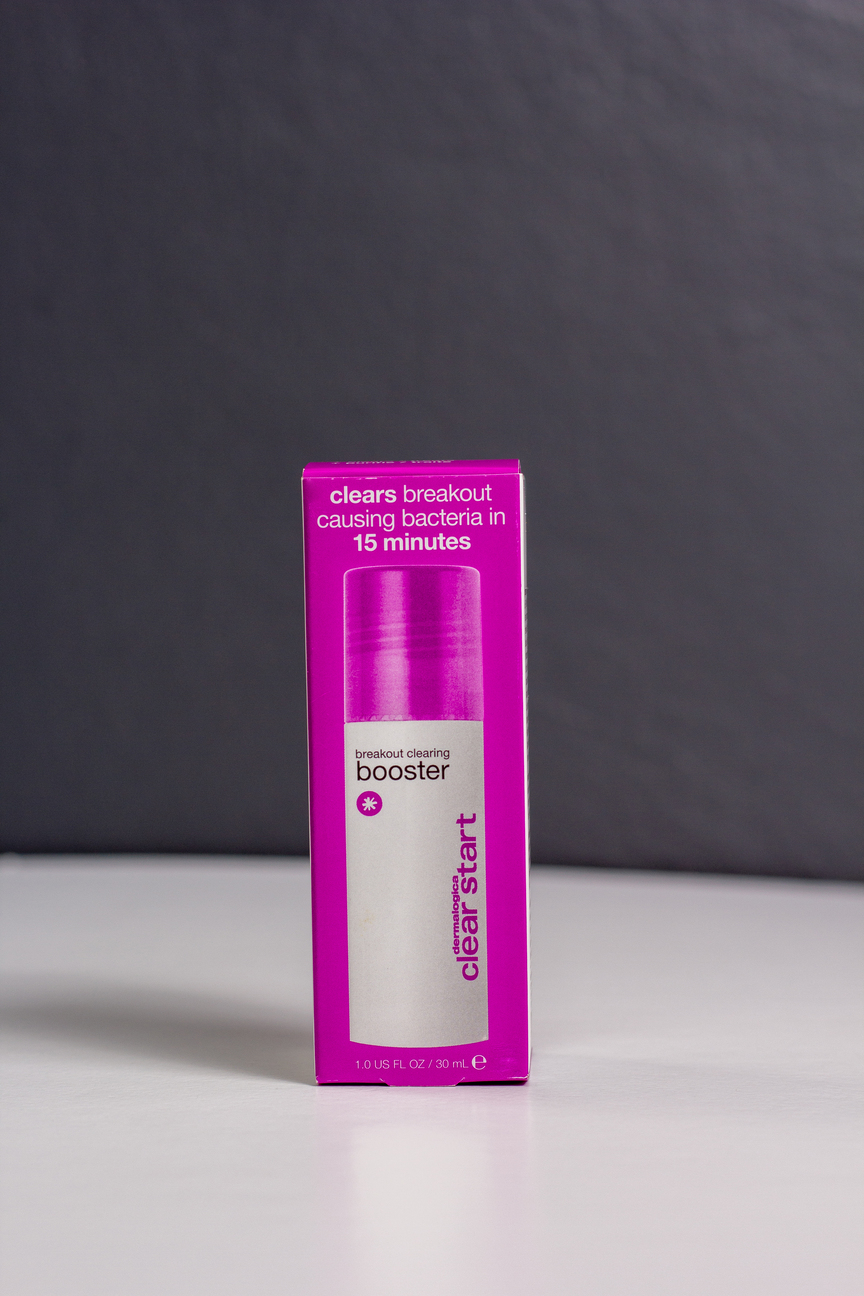 clears breakout
causing bacteria in
15 minutes
breakout clearing
booster
dermalogica
clear start
1.0 US FL OZ / 30 mL ℮